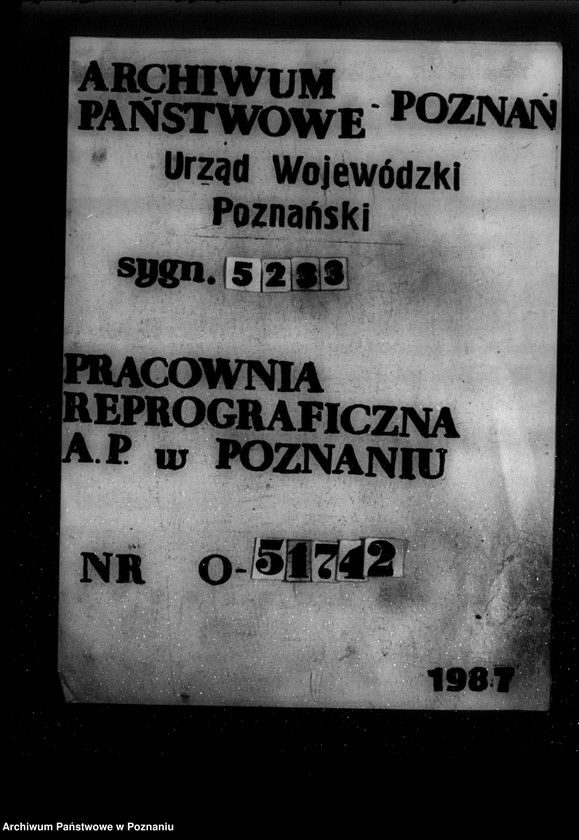 ARCHIWUM
PAŃSTWOWE - POZNAŃ
Urząd Wojewódzki
Poznański
sygn. 5233
PRACOWNIA
REPROGRAFICZNA
A.P. w POZNANIU
NR O-51742
1987
Archiwum Państwowe w Poznaniu